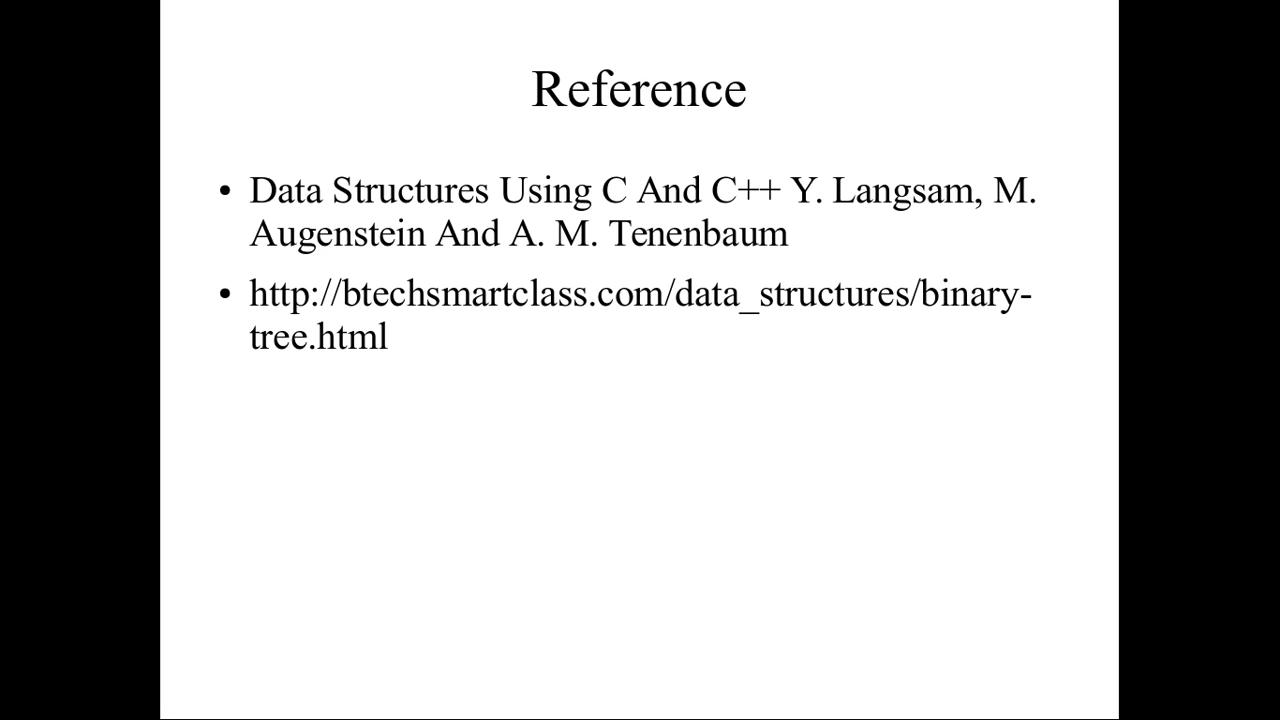 Reference
• Data Structures Using C And C++ Y. Langsam, M.
Augenstein And A. M. Tenenbaum
• http://btechsmartclass.com/data_structures/binary-
tree.html